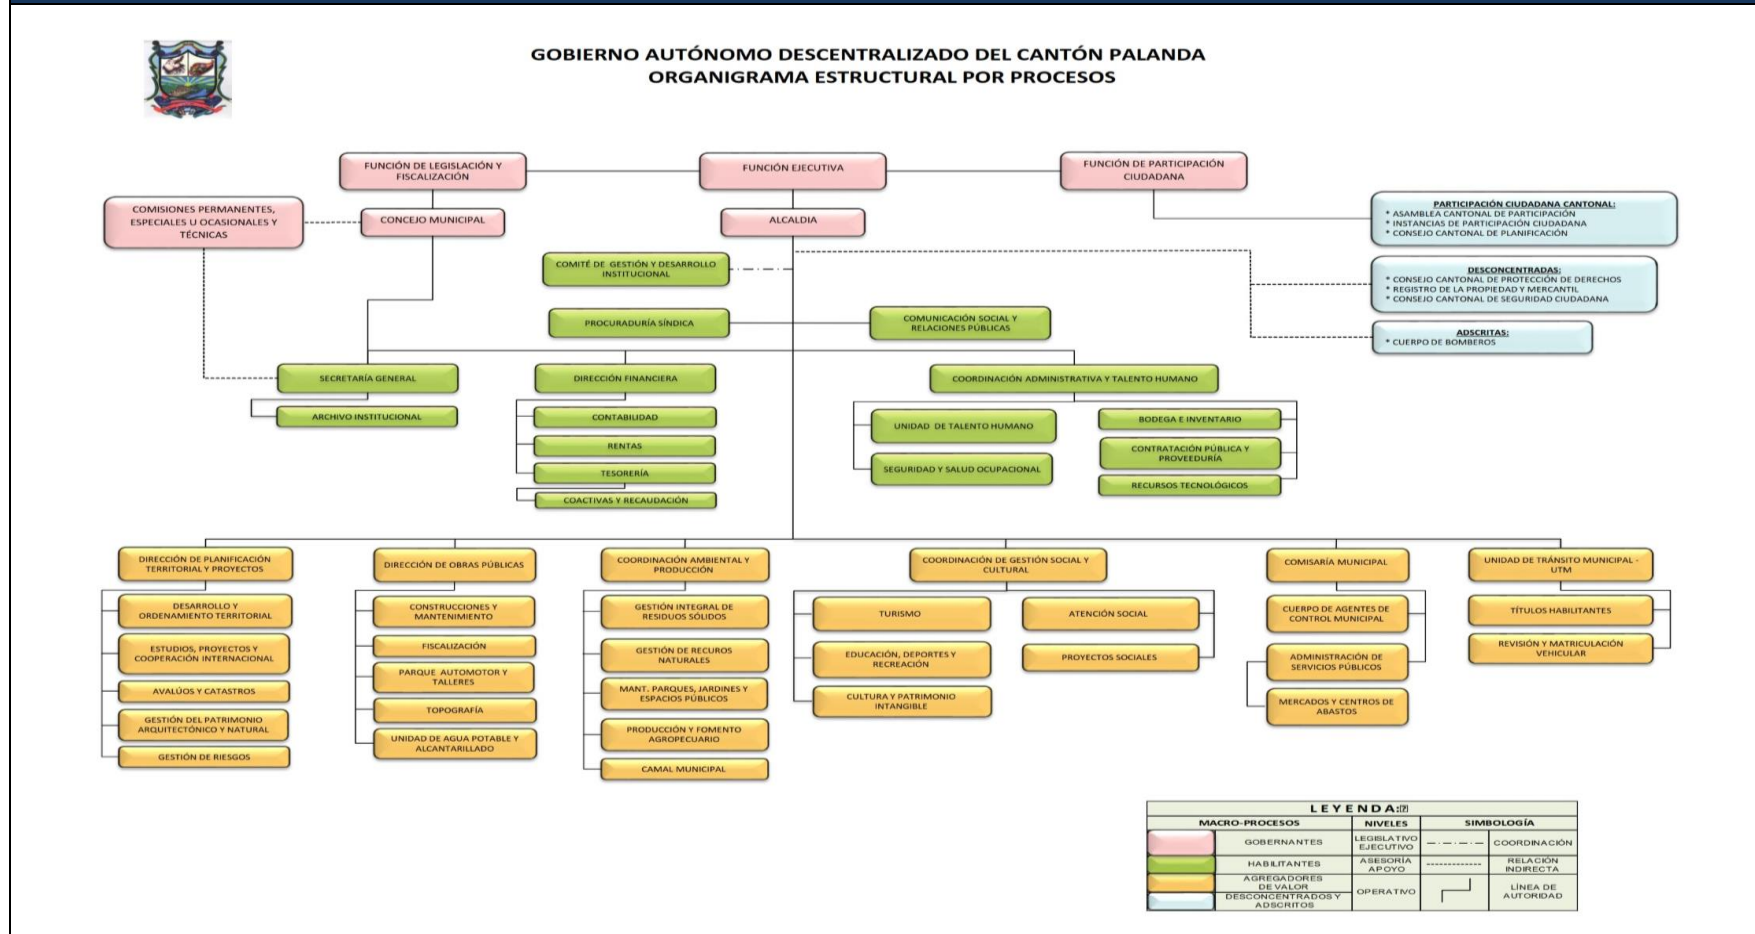 GOBIERNO AUTÓNOMO DESCENTRALIZADO DEL CANTÓN PALANDA
ORGANIGRAMA ESTRUCTURAL POR PROCESOS
FUNCIÓN DE LEGISLACIÓN Y
FISCALIZACIÓN
FUNCIÓN EJECUTIVA
FUNCIÓN DE PARTICIPACIÓN
CIUDADANA
COMISIONES PERMANENTES,
ESPECIALES U OCASIONALES Y
TÉCNICAS
CONCEJO MUNICIPAL
ALCALDIA
PARTICIPACIÓN CIUDADANA CANTONAL:
* ASAMBLEA CANTONAL DE PARTICIPACIÓN
* INSTANCIAS DE PARTICIPACIÓN CIUDADANA
* CONSEJO CANTONAL DE PLANIFICACIÓN
COMITÉ DE GESTIÓN Y DESARROLLO
INSTITUCIONAL
DESCONCENTRADAS:
* CONSEJO CANTONAL DE PROTECCIÓN DE DERECHOS
* REGISTRO DE LA PROPIEDAD Y MERCANTIL
* CONSEJO CANTONAL DE SEGURIDAD CIUDADANA
PROCURADURÍA SÍNDICA
COMUNICACIÓN SOCIAL Y
RELACIONES PÚBLICAS
ADSCRITAS:
* CUERPO DE BOMBEROS
SECRETARÍA GENERAL
DIRECCIÓN FINANCIERA
COORDINACIÓN ADMINISTRATIVA Y TALENTO HUMANO
ARCHIVO INSTITUCIONAL
CONTABILIDAD
RENTAS
TESORERÍA
COACTIVAS Y RECAUDACIÓN
UNIDAD DE TALENTO HUMANO
SEGURIDAD Y SALUD OCUPACIONAL
BODEGA E INVENTARIO
CONTRATACIÓN PÚBLICA Y
PROVEEDURÍA
RECURSOS TECNOLÓGICOS
DIRECCIÓN DE PLANIFICACIÓN
TERRITORIAL Y PROYECTOS
DESARROLLO Y
ORDENAMIENTO TERRITORIAL
ESTUDIOS, PROYECTOS Y
COOPERACIÓN INTERNACIONAL
AVALÚOS Y CATASTROS
GESTIÓN DEL PATRIMONIO
ARQUITECTÓNICO Y NATURAL
GESTIÓN DE RIESGOS
DIRECCIÓN DE OBRAS PÚBLICAS
CONSTRUCCIONES Y
MANTENIMIENTO
FISCALIZACIÓN
PARQUE AUTOMOTOR Y
TALLERES
TOPOGRAFÍA
UNIDAD DE AGUA POTABLE Y
ALCANTARILLADO
COORDINACIÓN AMBIENTAL Y
PRODUCCIÓN
GESTIÓN INTEGRAL DE
RESIDUOS SÓLIDOS
GESTIÓN DE RECUROS
NATURALES
MANT. PARQUES, JARDINES Y
ESPACIOS PÚBLICOS
PRODUCCIÓN Y FOMENTO
AGROPECUARIO
CAMAL MUNICIPAL
COORDINACIÓN DE GESTIÓN SOCIAL Y
CULTURAL
TURISMO
EDUCACIÓN, DEPORTES Y
RECREACIÓN
CULTURA Y PATRIMONIO
INTANGIBLE
ATENCIÓN SOCIAL
PROYECTOS SOCIALES
COMISARÍA MUNICIPAL
CUERPO DE AGENTES DE
CONTROL MUNICIPAL
ADMINISTRACIÓN DE
SERVICIOS PÚBLICOS
MERCADOS Y CENTROS DE
ABASTOS
UNIDAD DE TRÁNSITO MUNICIPAL -
UTM
TÍTULOS HABILITANTES
REVISIÓN Y MATRICULACIÓN
VEHICULAR
LEYENDA:
MACRO-PROCESOS NIVELES SIMBOLOGÍA
GOBERNANTES
LEGISLATIVO
EJECUTIVO
COORDINACIÓN
HABILITANTES
ASESORÍA
APOYO
RELACIÓN
INDIRECTA
AGREGADORES
DE VALOR
DESCONCENTRADOS Y
ADSCRITOS
OPERATIVO
LÍNEA DE
AUTORIDAD